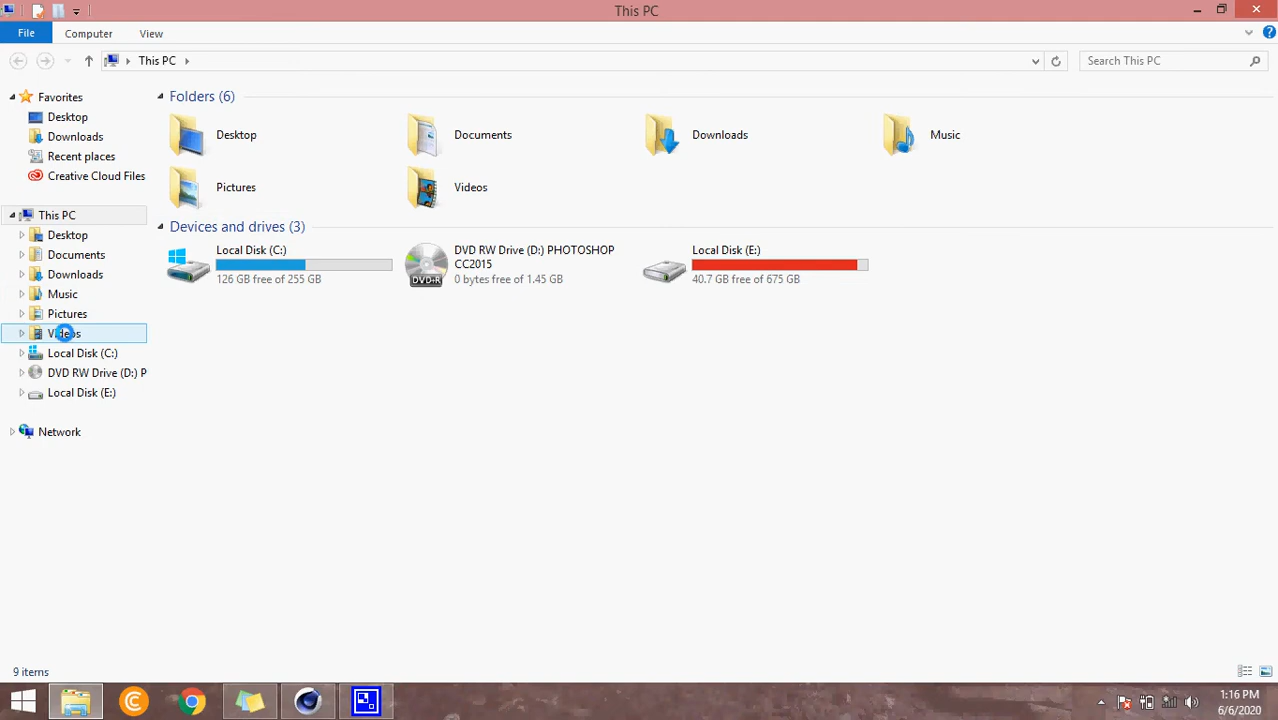 This PC
File
Computer
View
This PC
Search This PC
Favorites
Desktop
Downloads
Recent places
Creative Cloud Files
This PC
Desktop
Documents
Downloads
Music
Pictures
Videos
Local Disk (C:)
DVD RW Drive (D:) P
Local Disk (E:)
Network
Folders (6)
Desktop
Documents
Downloads
Music
Pictures
Videos
Devices and drives (3)
Local Disk (C:)
126 GB free of 255 GB
DVD RW Drive (D:) PHOTOSHOP
CC2015
DVD+R
0 bytes free of 1.45 GB
Local Disk (E:)
40.7 GB free of 675 GB
9 items
1:16 PM
6/6/2020